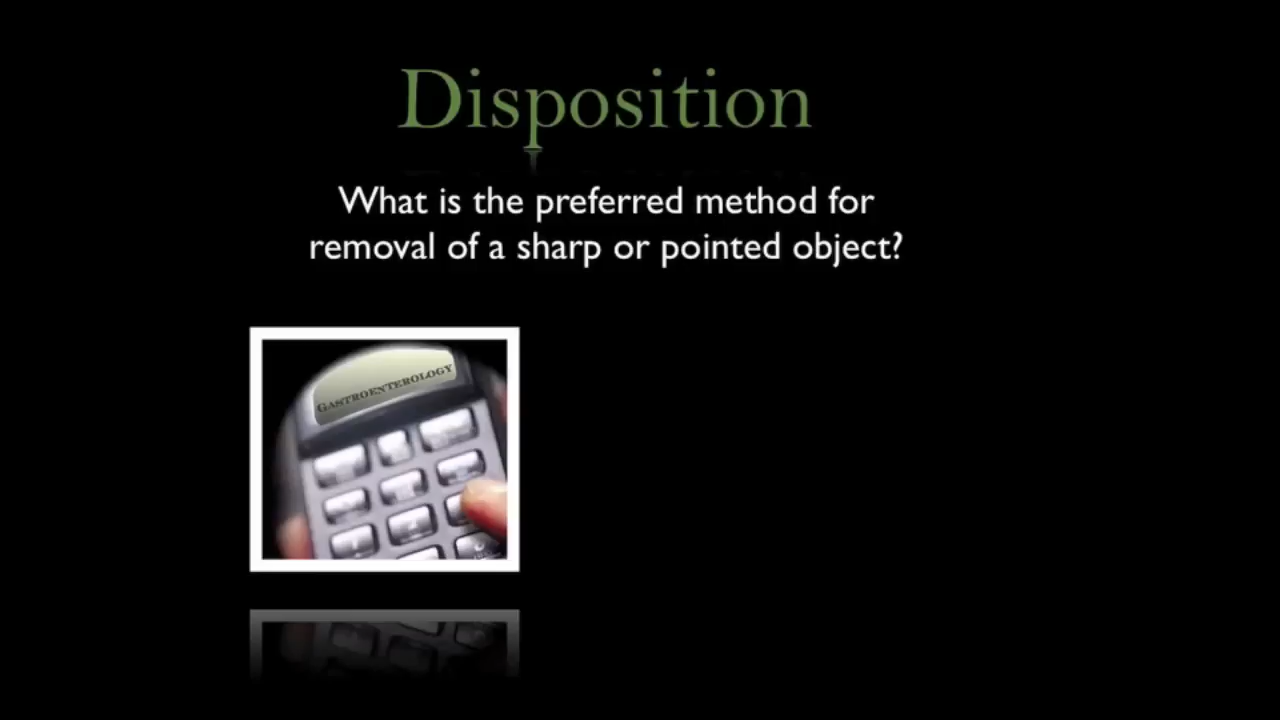 Disposition
What is the preferred method for
removal of a sharp or pointed object?
GASTROENTEROLOGY